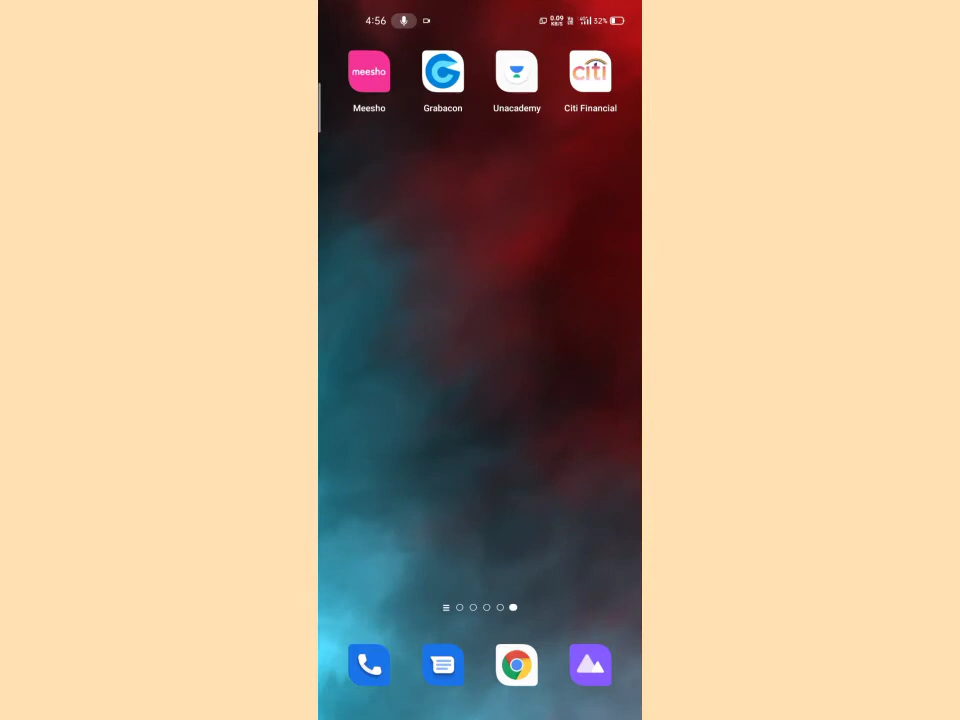 4:56
0.09 KB/S
32%
meesho
citi
Meesho
Grabacon
Unacademy
Citi Financial